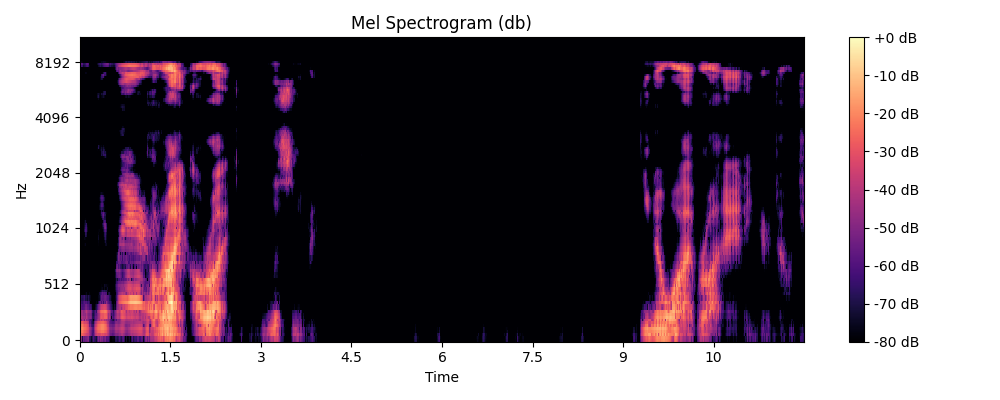 Mel Spectrogram (db)
+0 dB
8192
-10 dB
4096
-20 dB
-30 dB
Hz
2048
-40 dB
1024
-50 dB
-60 dB
512
-70 dB
0
-80 dB
0 1.5 3 4.5 6 7.5 9 10
Time